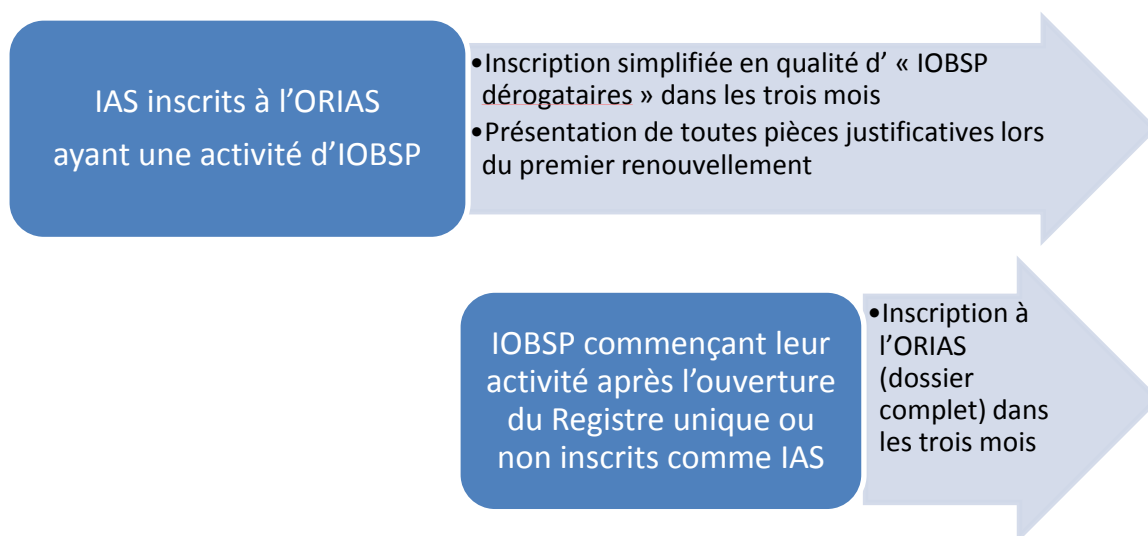 IAS inscrits à l’ORIAS
ayant une activité d’IOBSP
•Inscription simplifiée en qualité d’ « IOBSP
dérogataires » dans les trois mois
•Présentation de toutes pièces justificatives lors
du premier renouvellement
IOBSP commençant leur
activité après l’ouverture
du Registre unique ou
non inscrits comme IAS
•Inscription à
l’ORIAS
(dossier
complet) dans
les trois mois